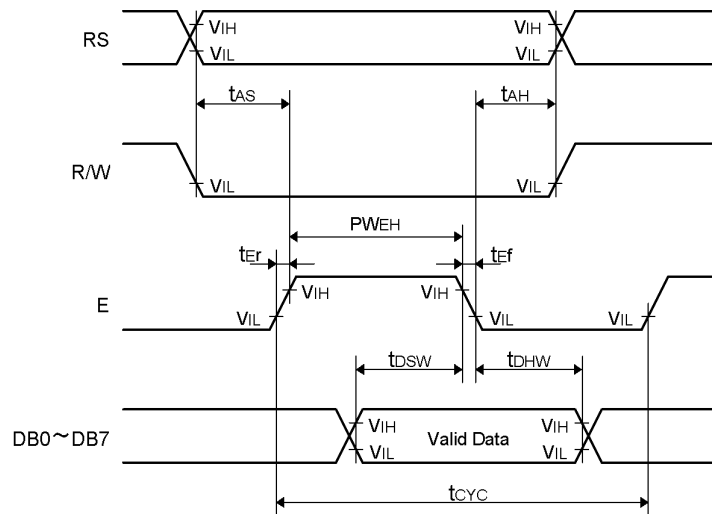 RS VIH VIH
VIL VIL
tAS tAH
R/W VIL VIL
PWEH
tEr tEf
VIH VIH
E VIL VIL VIL
tDSW tDHW
VIH VIH
DB0～DB7 Valid Data
VIL VIL
tCYC